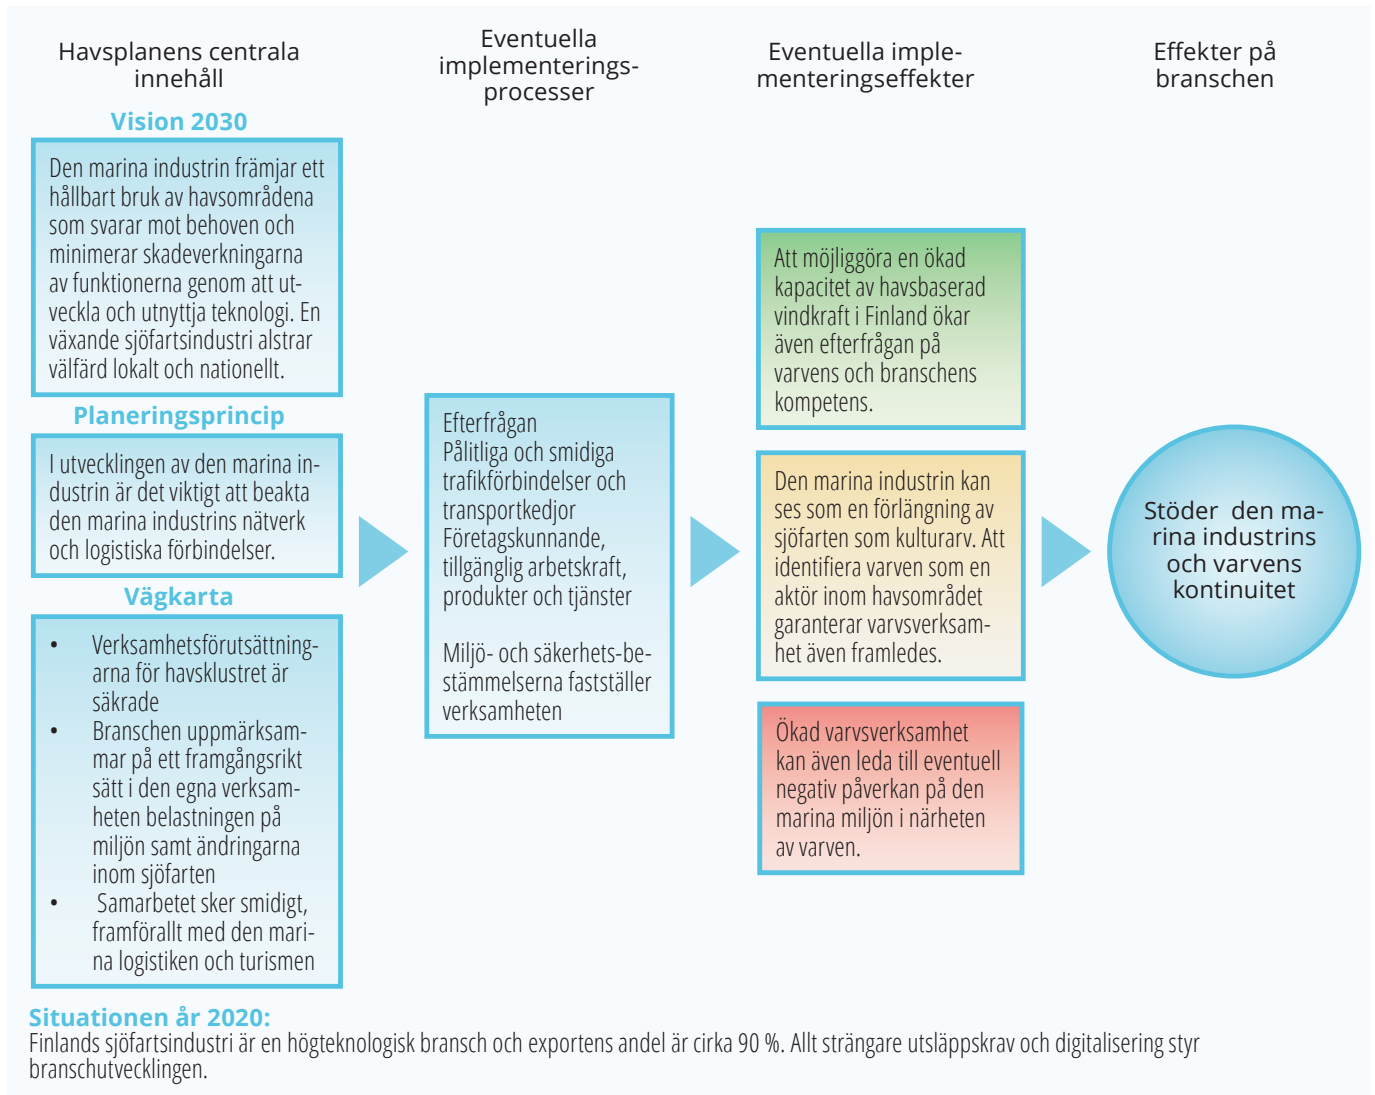 Havsplanens centrala
innehåll
Vision 2030
Den marina industrin främjar ett
hållbart bruk av havsområdena
som svarar mot behoven och
minimerar skadeverkningarna
av funktionerna genom att ut-
veckla och utnyttja teknologi. En
växande sjöfartsindustri alstrar
välfärd lokalt och nationellt.
Planeringsprincip
I utvecklingen av den marina in-
dustrin är det viktigt att beakta
den marina industrins nätverk
och logistiska förbindelser.
Vägkarta
• Verksamhetsförutsättning-
arna för havsklustret är
säkrade
• Branschen uppmärksam-
mar på ett framgångsrikt
sätt i den egna verksam-
heten belastningen på
miljön samt ändringarna
inom sjöfarten
• Samarbetet sker smidigt,
framförallt med den mari-
na logistiken och turismen
Eventuella
implementerings-
processer
Efterfrågan
Pålitliga och smidiga
trafikförbindelser och
transportkedjor
Företagskunnande,
tillgänglig arbetskraft,
produkter och tjänster
Miljö- och säkerhets-be-
stämmelserna fastställer
verksamheten
Eventuella imple-
menteringseffekter
Att möjliggöra en ökad
kapacitet av havsbaserad
vindkraft i Finland ökar
även efterfrågan på
varvens och branschens
kompetens.
Den marina industrin kan
ses som en förlängning av
sjöfarten som kulturarv. Att
identifiera varven som en
aktör inom havsområdet
garanterar varvsverksam-
het även framledes.
Ökad varvsverksamhet
kan även leda till eventuell
negativ påverkan på den
marina miljön i närheten
av varven.
Effekter på
branschen
Stöder den ma-
rina industrins
och varvens
kontinuitet
Situationen år 2020:
Finlands sjöfartsindustri är en högteknologisk bransch och exportens andel är cirka 90 %. Allt strängare utsläppskrav och digitalisering styr
branschutvecklingen.